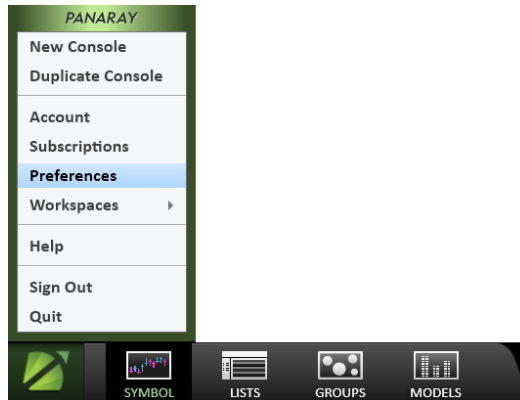 PANARAY
New Console
Duplicate Console
Account
Subscriptions
Preferences
Workspaces
Help
Sign Out
Quit
SYMBOL LISTS GROUPS MODELS